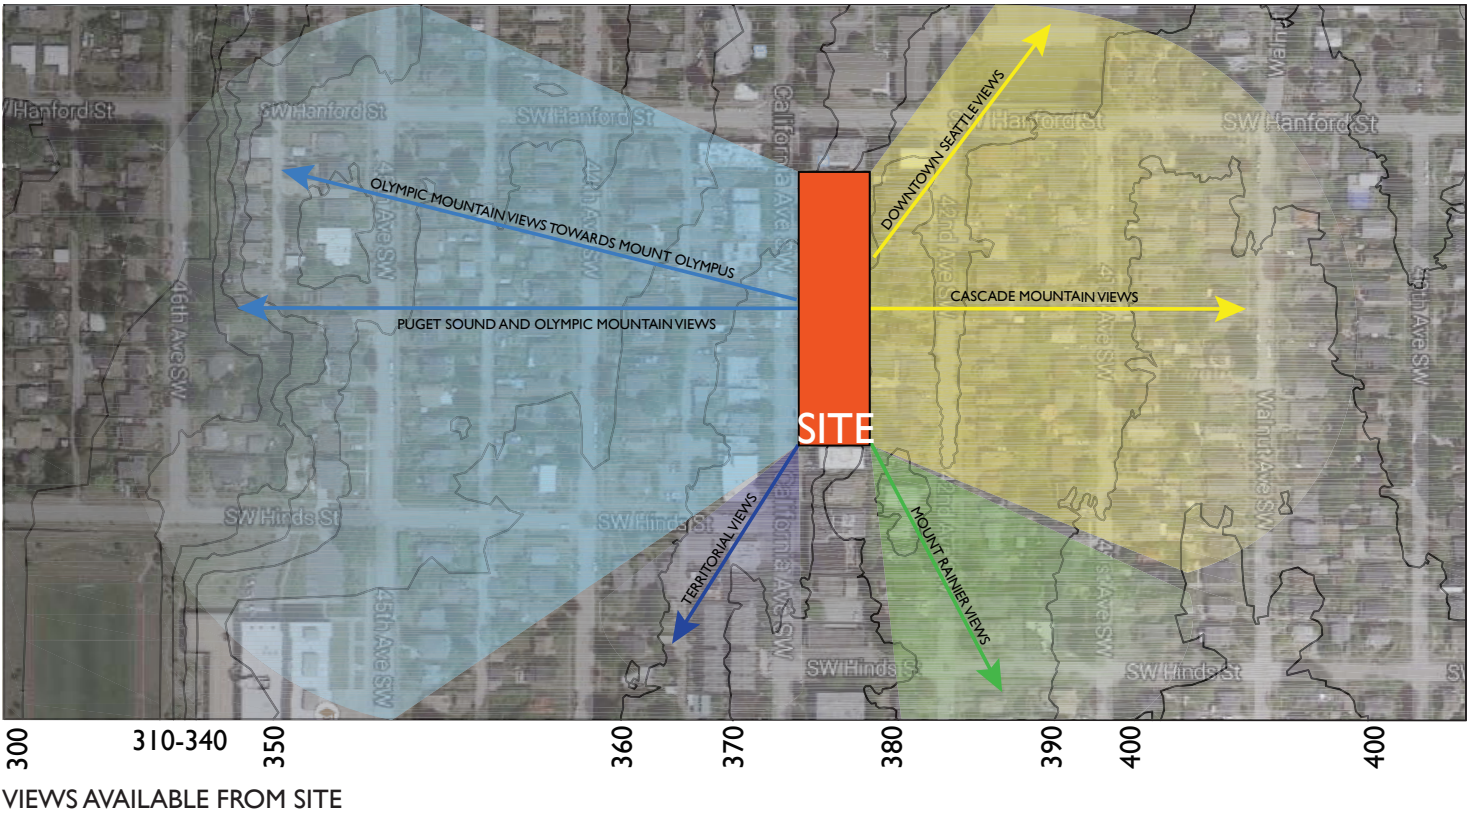 Walnut
W Hanford St
SW Hanford St
SW Hanford St
California Ave SW
SW Hanford St
SW Hanford St
DOWNTOWN SEATTLE VIEWS
OLYMPIC MOUNTAIN VIEWS TOWARDS MOUNT OLYMPUS
44th Ave SW
42nd Ave SW
46th Ave SW
PUGET SOUND AND OLYMPIC MOUNTAIN VIEWS
CASCADE MOUNTAIN VIEWS
SITE
Walnut Ave SW
SW Hinds St
SW Hinds St
California Ave SW
TERRITORIAL VIEWS
MOUNT RAINIER VIEWS
45th Ave SW
SW Hinds St
SW Hinds St
300
310-340
350
360
370
380
390
400
400
VIEWS AVAILABLE FROM SITE